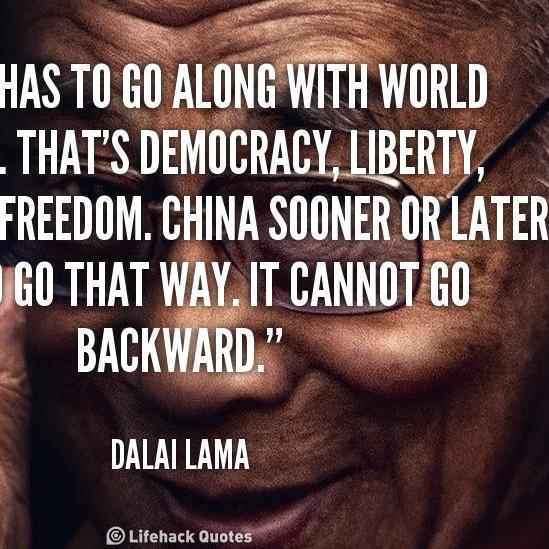 HAS TO GO ALONG WITH WORLD
. THAT'S DEMOCRACY, LIBERTY,
FREEDOM. CHINA SOONER OR LATER
GO THAT WAY. IT CANNOT GO
BACKWARD.”
DALAI LAMA
Lifehack Quotes